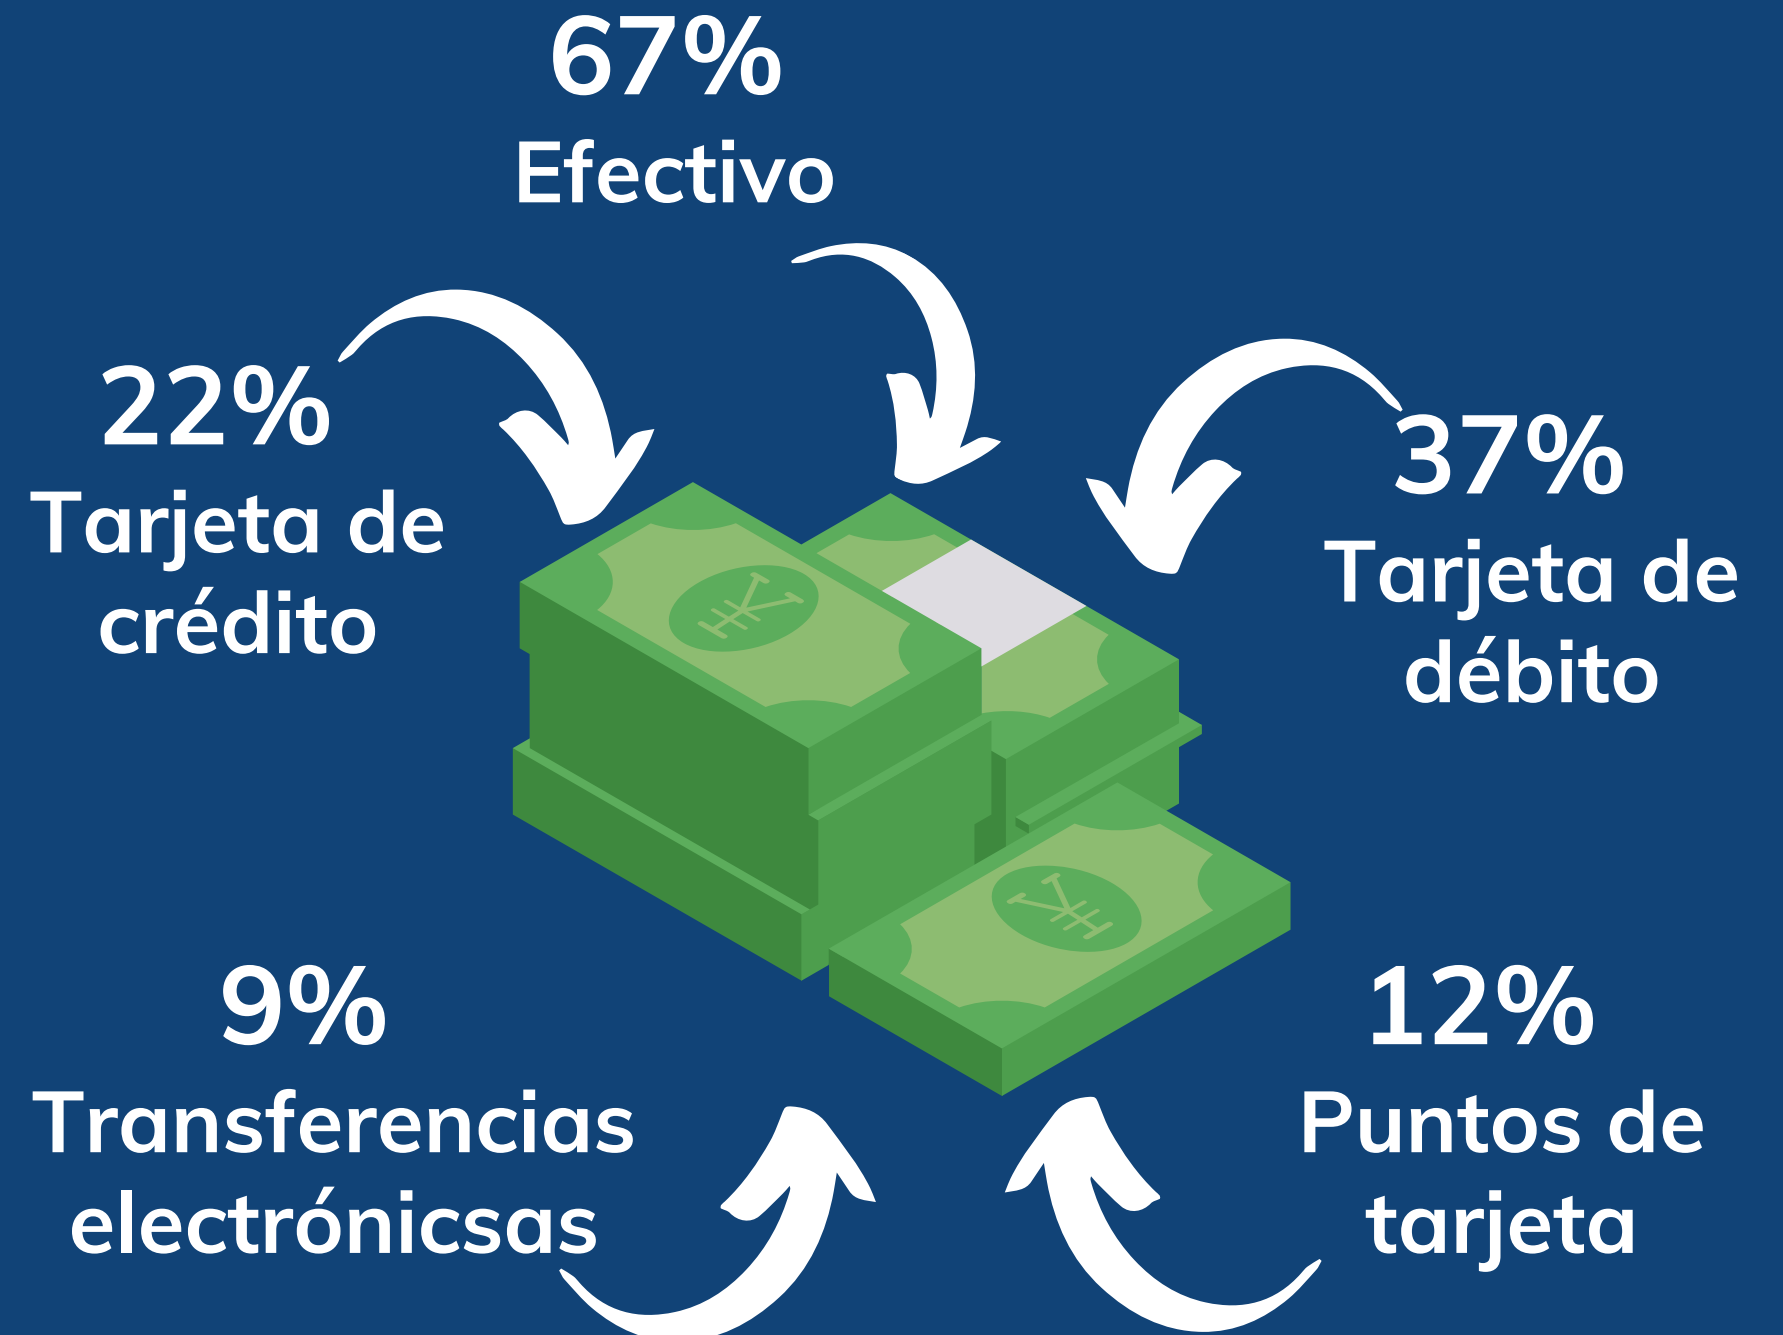 67%
Efectivo
22%
Tarjeta de
crédito
37%
Tarjeta de
débito
9%
Transferencias
electrónicsas
12%
Puntos de
tarjeta